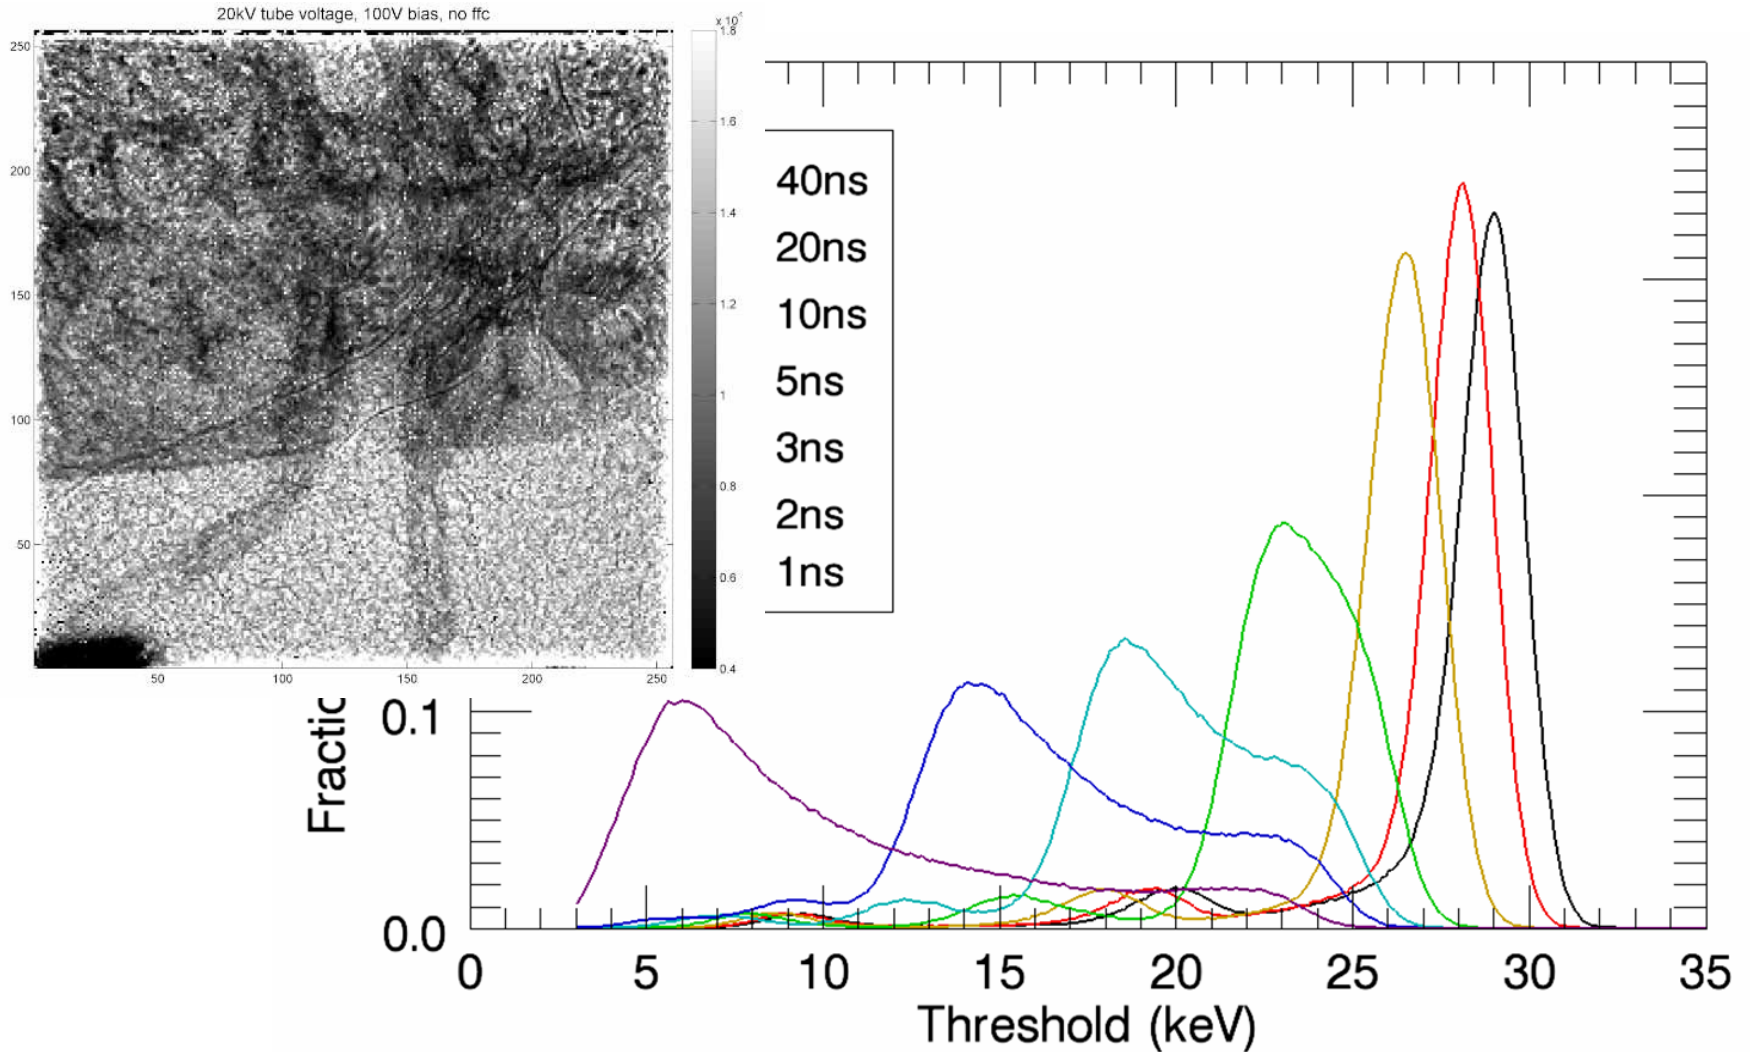 20kV tube voltage, 100V bias, no ffc
x 10⁴
250
200
150
100
50
50 100 150 200 250
1.8
1.6
1.4
1.2
1
0.8
0.6
0.4
40ns
20ns
10ns
5ns
3ns
2ns
1ns
0.1
0.0
0 5 10 15 20 25 30 35
Threshold (keV)